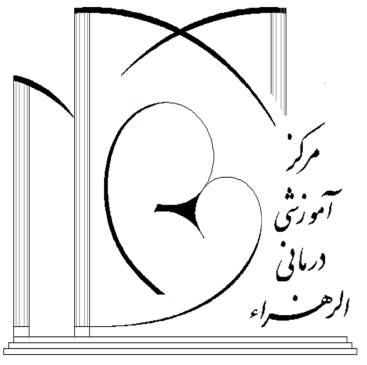 مرکز
آموزشی
درمانی
الزهراء